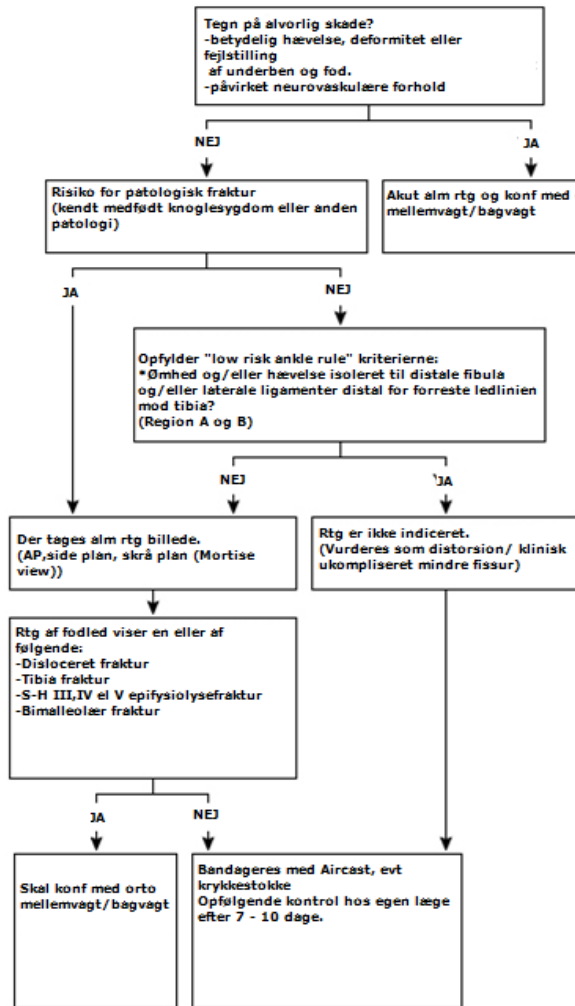 Tegn på alvorlig skade?
-betydelig hævelse, deformitet eller
fejlstilling
af underben og fod.
-påvirket neurovaskulære forhold
NEJ
JA
Risiko for patologisk fraktur
(kendt medfødt knoglesygdom eller anden
patologi)
Akut alm rtg og konf med
mellemvagt/bagvagt
JA
NEJ
Opfylder "low risk ankle rule" kriterierne:
*Ømhed og/eller hævelse isoleret til distale fibula
og/eller laterale ligamenter distal for forreste ledlinien
mod tibia?
(Region A og B)
NEJ
JA
Der tages alm rtg billede.
(AP,side plan, skrå plan (Mortise
view))
Rtg er ikke indiceret.
(Vurderes som distorsion/ klinisk
ukompliseret mindre fissur)
Rtg af fodled viser en eller af
følgende:
-Disloceret fraktur
-Tibia fraktur
-S-H III,IV el V epifysiolysefraktur
-Bimalleolær fraktur
JA
NEJ
Skal konf med orto
mellemvagt/bagvagt
Bandageres med Aircast, evt
krykkestokke
Opfølgende kontrol hos egen læge
efter 7 - 10 dage.